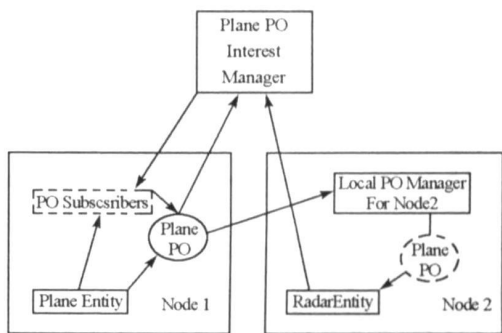 Plane PO
Interest
Manager
PO Subscsribers
Plane
PO
Plane Entity
Node 1
Local PO Manager
For Node2
Plane
PO
RadarEntity
Node 2